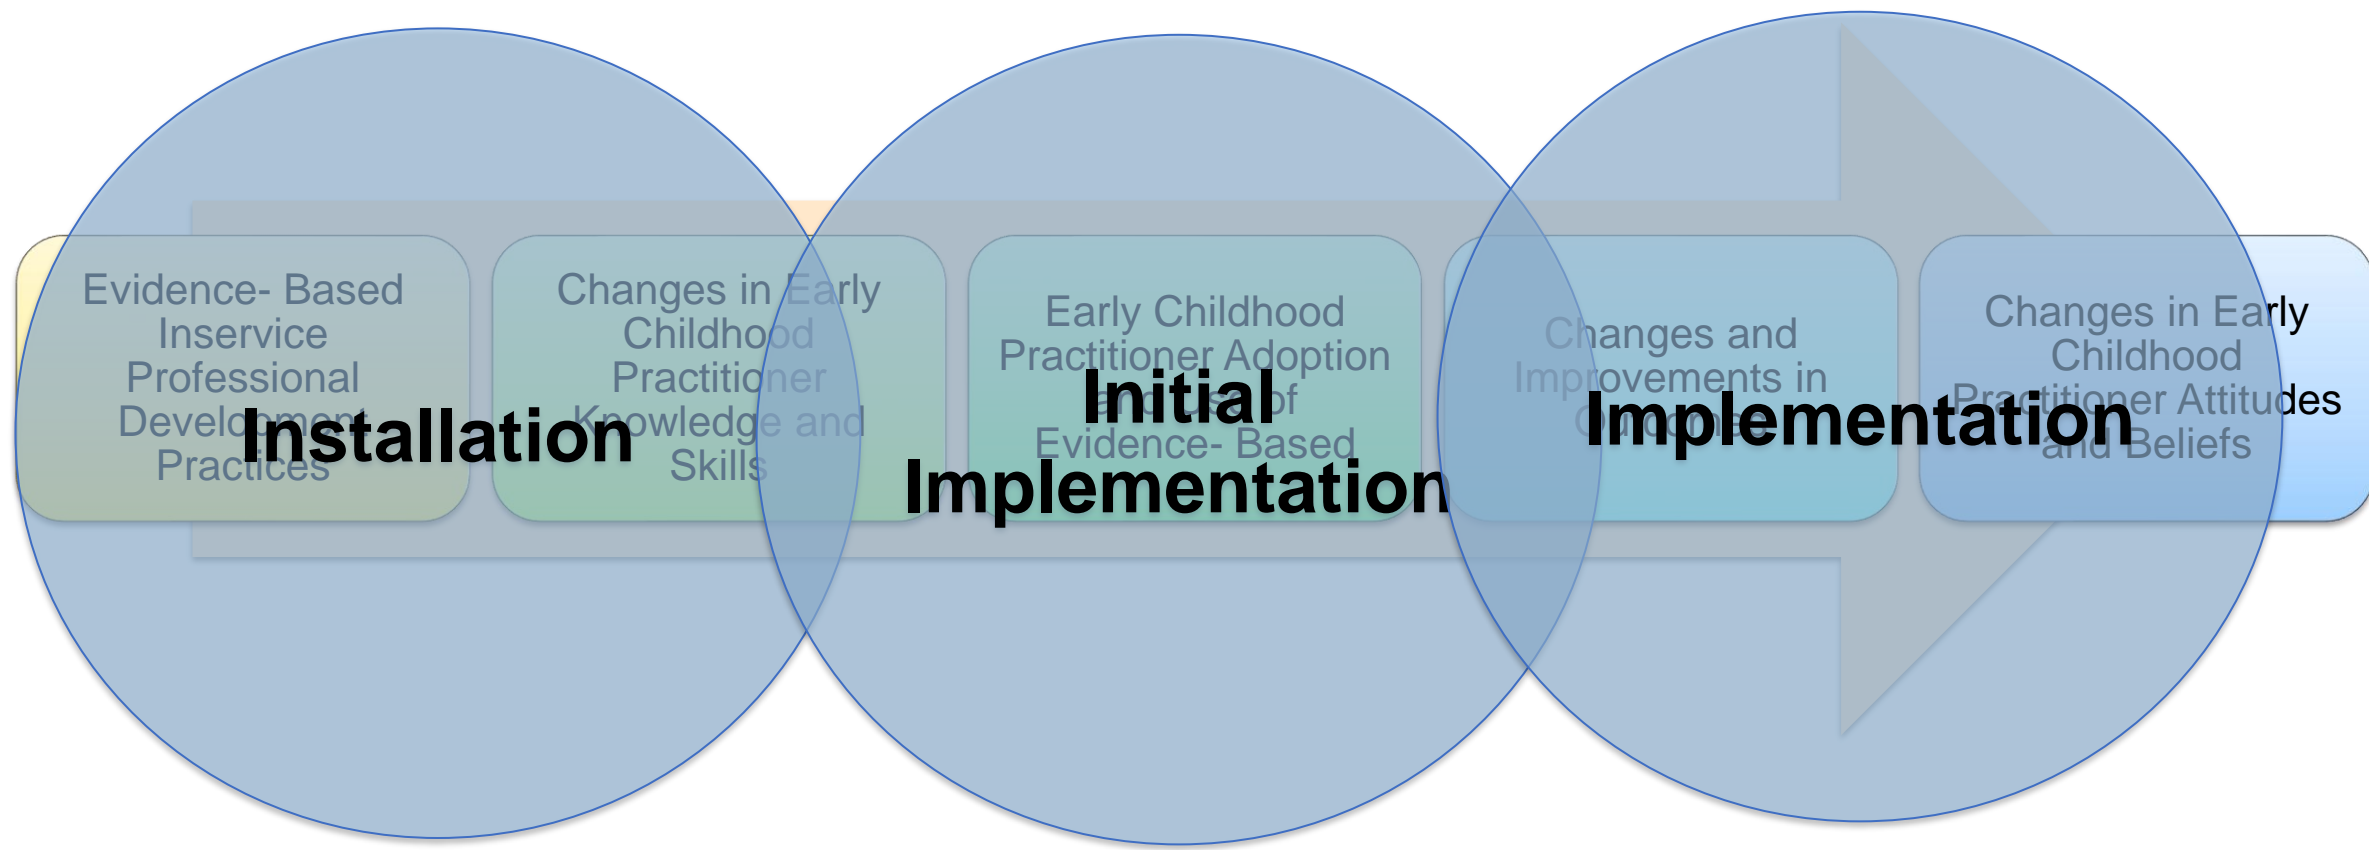 Evidence- Based
Inservice
Professional
Development
Practices
Changes in Early
Childhood
Practitioner
Knowledge and
Skills
Early Childhood
Practitioner Adoption
and Use of
Evidence- Based
Changes and
Improvements in
Outcomes
Changes in Early
Childhood
Practitioner Attitudes
and Beliefs
Installation
Initial
Implementation
Implementation